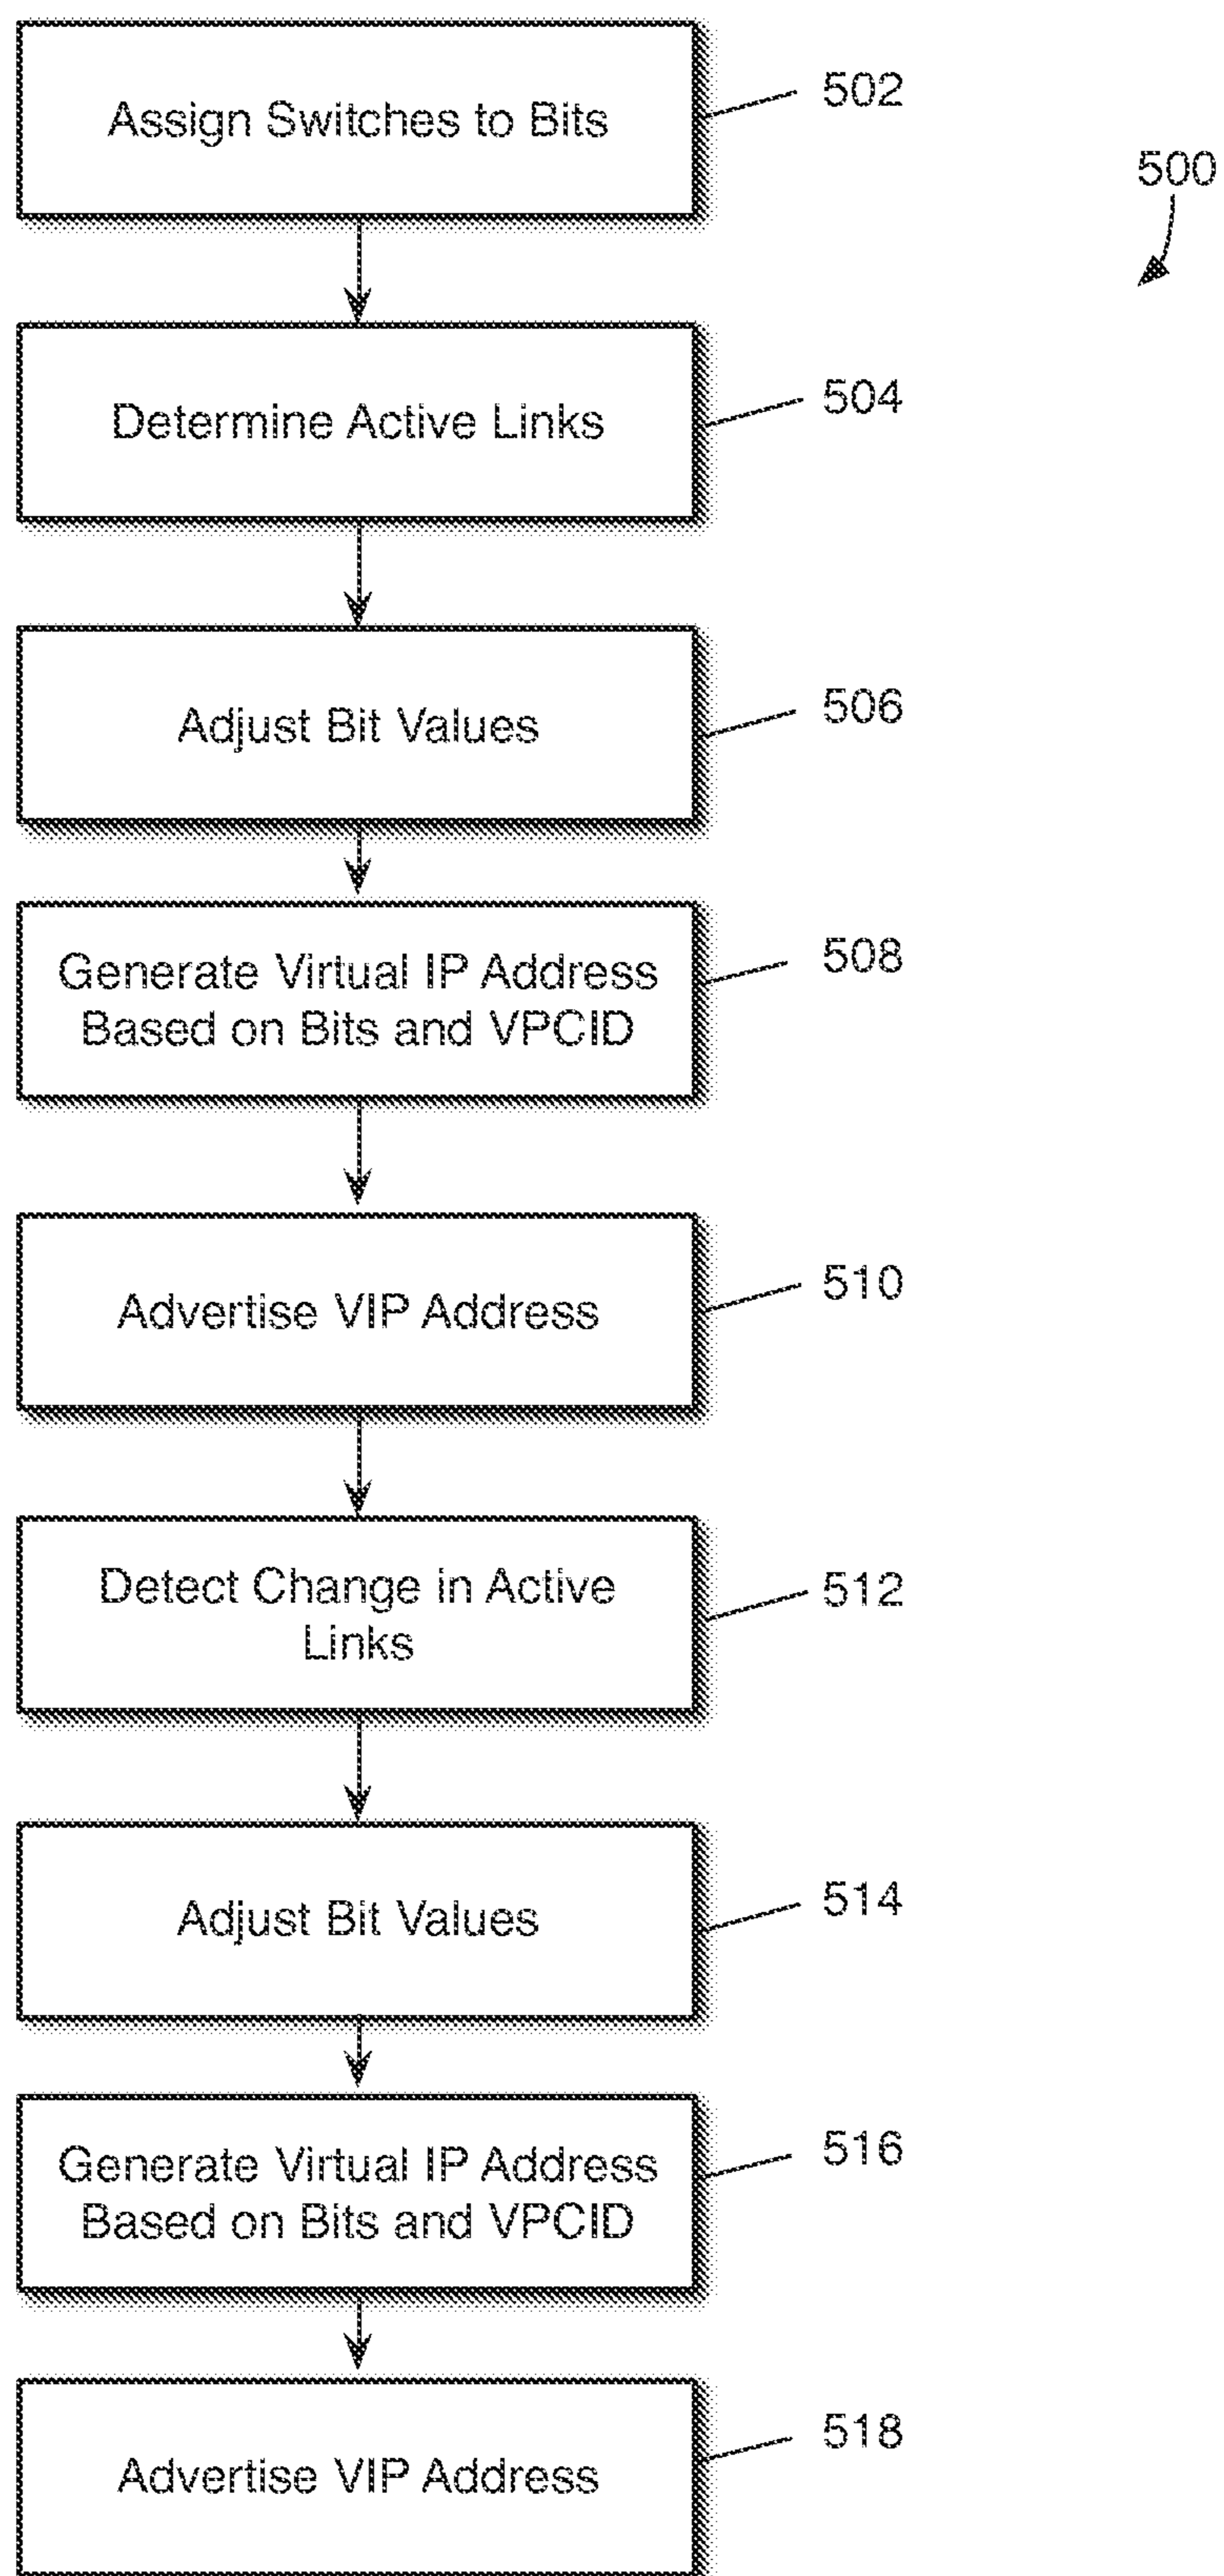 Assign Switches to Bits
502
500
Determine Active Links
504
Adjust Bit Values
506
Generate Virtual IP Address
Based on Bits and VPCID
508
Advertise VIP Address
510
Detect Change in Active
Links
512
Adjust Bit Values
514
Generate Virtual IP Address
Based on Bits and VPCID
516
Advertise VIP Address
518